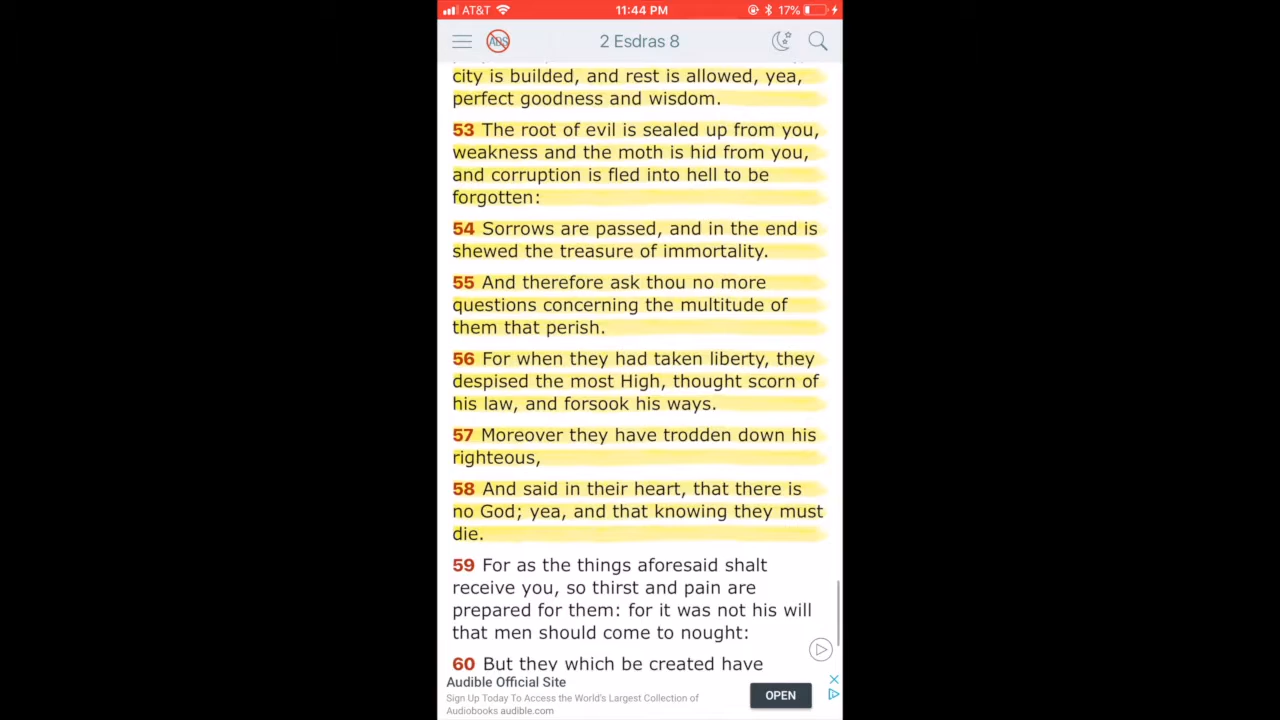 AT&T 11:44 PM 17%
ADS 2 Esdras 8
city is builded, and rest is allowed, yea,
perfect goodness and wisdom.
53 The root of evil is sealed up from you,
weakness and the moth is hid from you,
and corruption is fled into hell to be
forgotten:
54 Sorrows are passed, and in the end is
shewed the treasure of immortality.
55 And therefore ask thou no more
questions concerning the multitude of
them that perish.
56 For when they had taken liberty, they
despised the most High, thought scorn of
his law, and forsook his ways.
57 Moreover they have trodden down his
righteous,
58 And said in their heart, that there is
no God; yea, and that knowing they must
die.
59 For as the things aforesaid shalt
receive you, so thirst and pain are
prepared for them: for it was not his will
that men should come to nought:
60 But they which be created have
Audible Official Site
Sign Up Today To Access the World's Largest Collection of
Audiobooks audible.com
OPEN